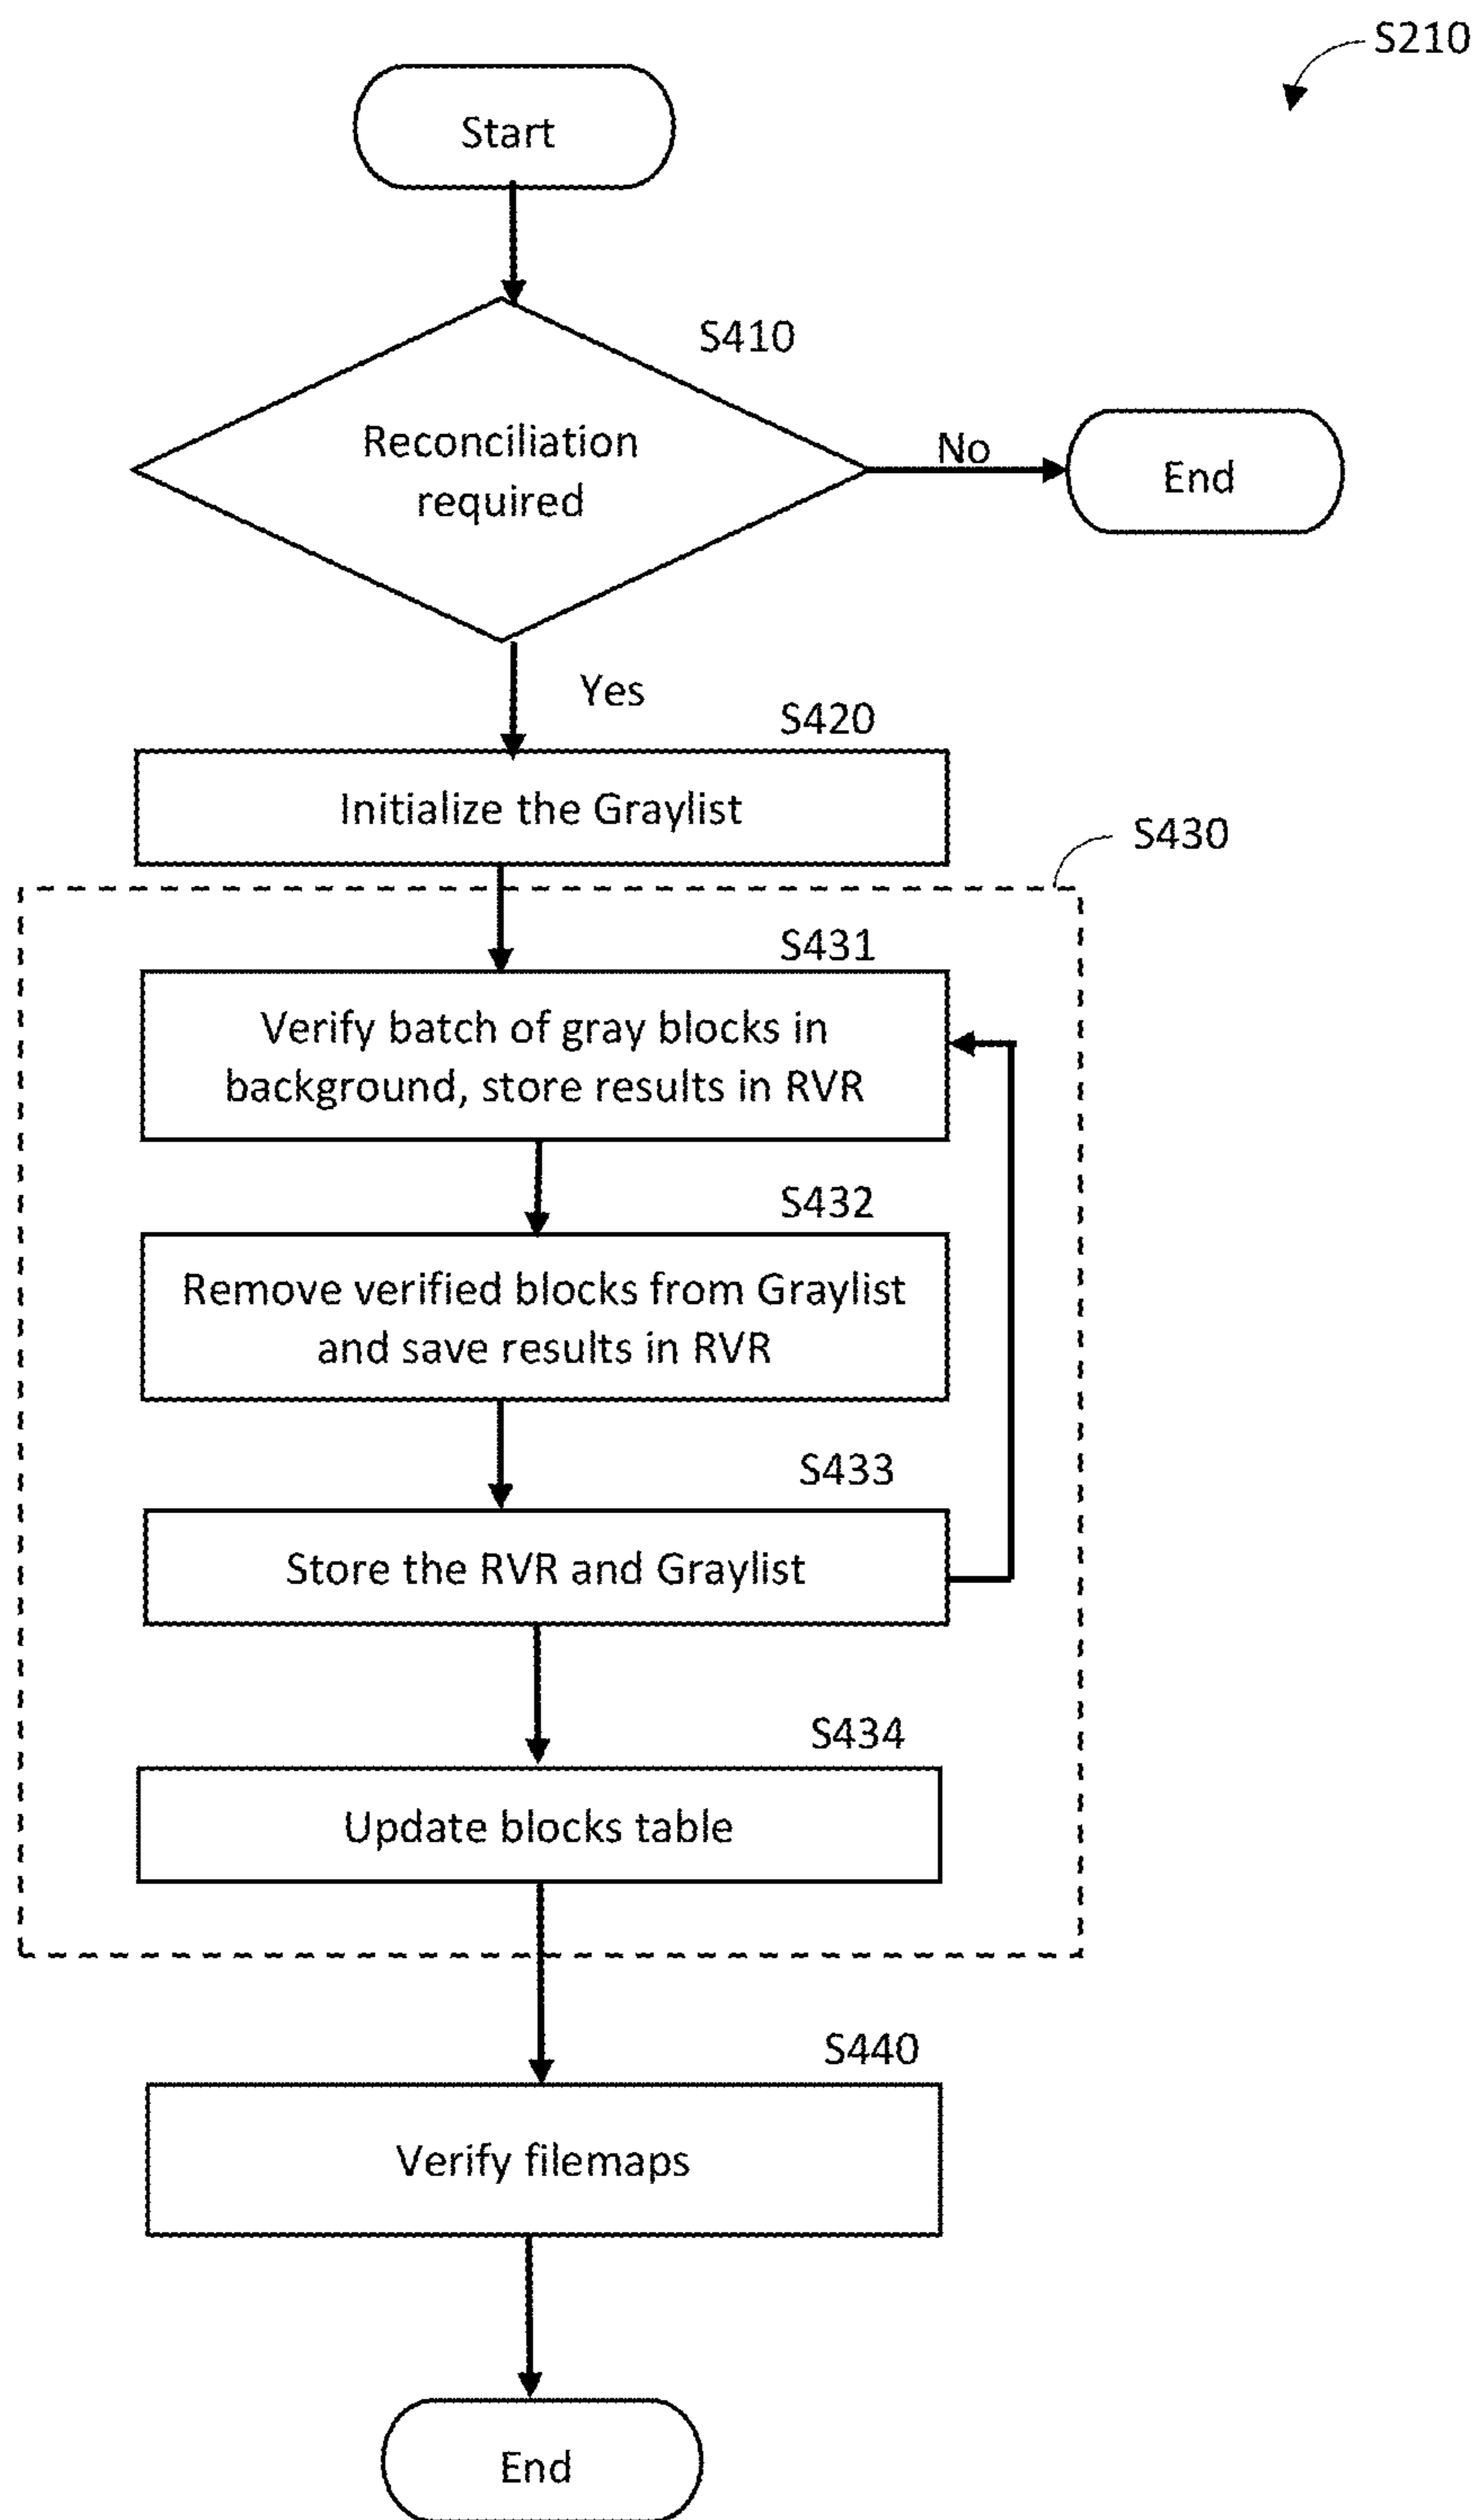 S210
Start
S410
Reconciliation
required
No
End
Yes
S420
Initialize the Graylist
S430
S431
Verify batch of gray blocks in
background, store results in RVR
S432
Remove verified blocks from Graylist
and save results in RVR
S433
Store the RVR and Graylist
S434
Update blocks table
S440
Verify filemaps
End